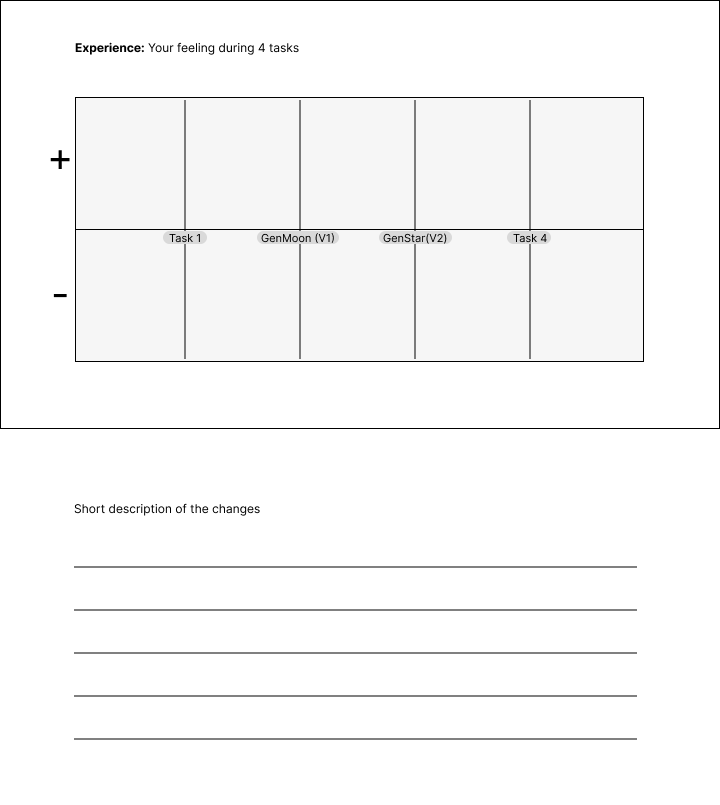 Experience: Your feeling during 4 tasks
+
Task 1 GenMoon (V1) GenStar(V2) Task 4
-
Short description of the changes